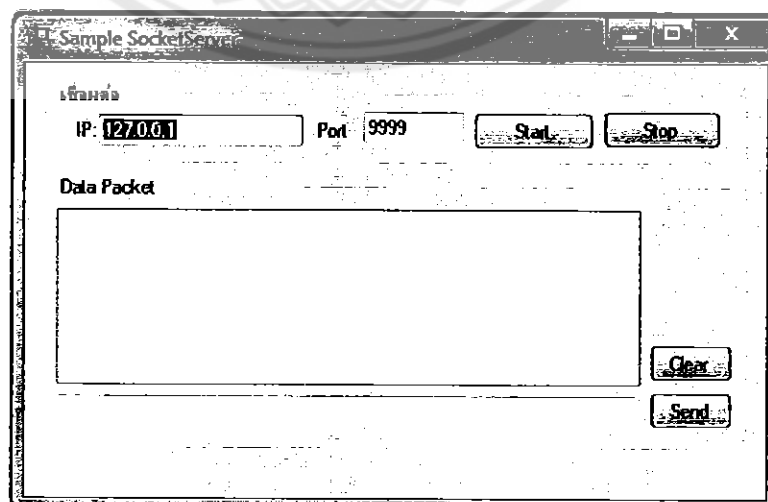 Sample SocketServer
เชื่อมต่อ
IP: 127.0.0.1 Port 9999 Start Stop
Data Packet
Clear
Send